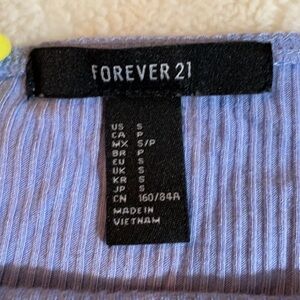 FOREVER 21
US S
CA P
MX S/P
BR P
EU S
UK S
KR S
JP S
CN 160/84A
MADE IN
VIETNAM